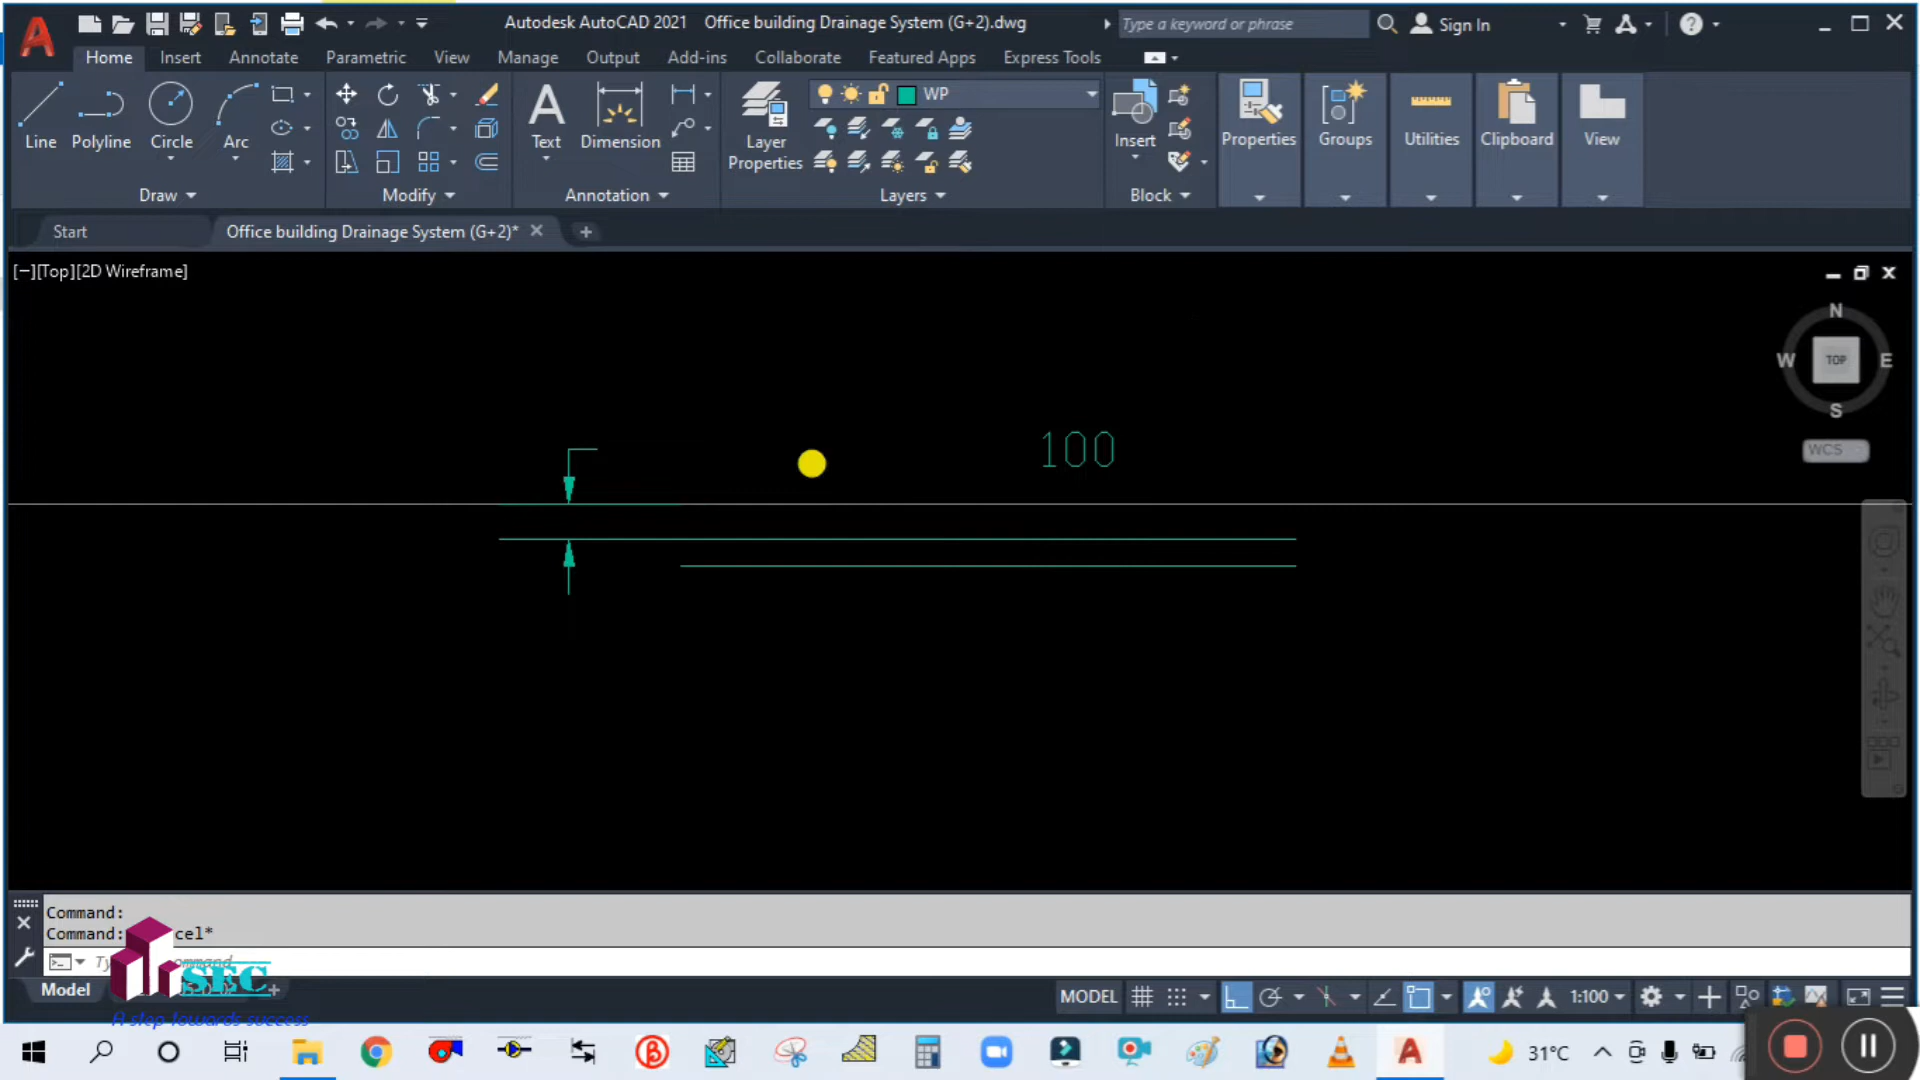 Autodesk AutoCAD 2021 Office building Drainage System (G+2).dwg
Type a keyword or phrase
Sign In
Home Insert Annotate Parametric View Manage Output Add-ins Collaborate Featured Apps Express Tools
Line Polyline Circle Arc
Text Dimension
Layer Properties
WP
Insert
Properties Groups Utilities Clipboard View
Draw Modify Annotation Layers Block
Start
Office building Drainage System (G+2)*
[−][Top][2D Wireframe]
N
W TOP E
S
WCS
100
Command:
Command: cel*
SEC
Model
A step towards success
MODEL 1:100
31°C